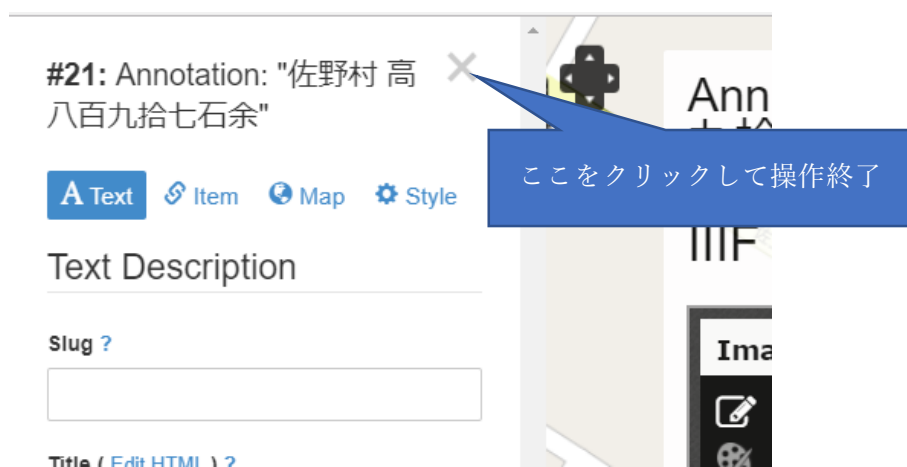 #21: Annotation: "佐野村 高
八百九拾七石余"
A Text Item Map Style
Text Description
Slug ?
Title ( Edit HTML ) ?
ここをクリックして操作終了
Ann
IIIF
Ima